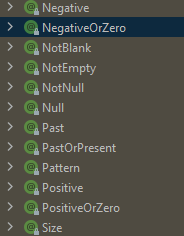 Negative
NegativeOrZero
NotBlank
NotEmpty
NotNull
Null
Past
PastOrPresent
Pattern
Positive
PositiveOrZero
Size